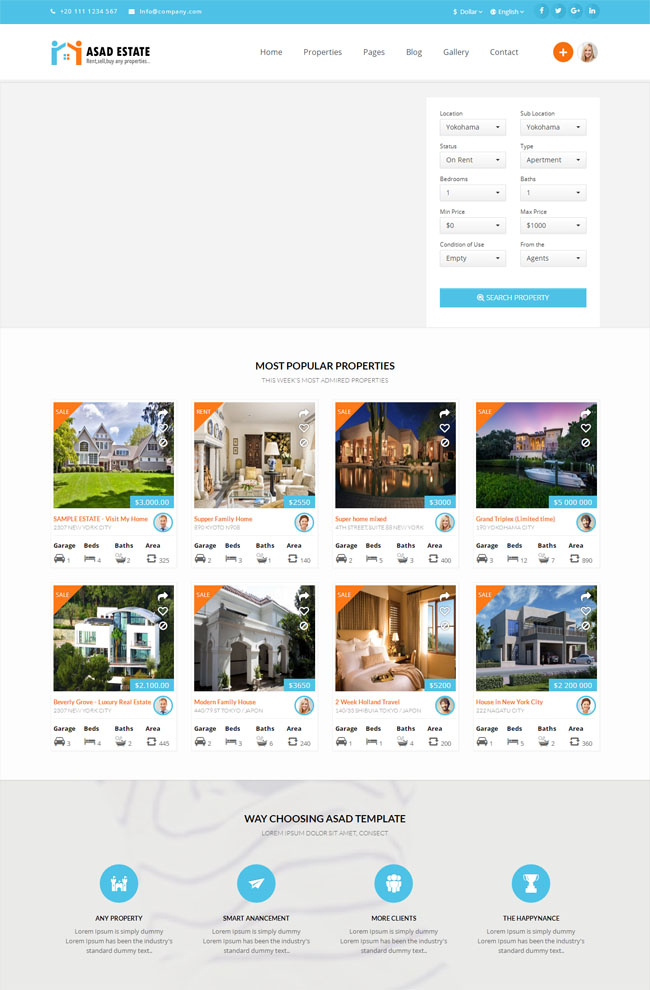 +20 111 1234 567 Info@company.com $ Dollar English
ASAD ESTATE
Rent,sell,buy any properties..
Home Properties Pages Blog Gallery Contact
Location Sub Location
Yokohama Yokohama
Status Type
On Rent Apertment
Bedrooms Baths
1 1
Min Price Max Price
$0 $1000
Condition of Use From the
Empty Agents
SEARCH PROPERTY
MOST POPULAR PROPERTIES
THIS WEEK'S MOST ADMIRED PROPERTIES
SALE RENT SALE SALE
$3,000.00 $2550 $3000 $5 000 000
SAMPLE ESTATE - Visit My Home Supper Family Home Super home mixed Grand Triplex (Limited time)
2307 NEW YORK CITY 890 KYOTO N908 4TH STREET SUITE 88 NEW YORK 190 YOKOHAMA CITY
Garage Beds Baths Area Garage Beds Baths Area Garage Beds Baths Area Garage Beds Baths Area
1 4 2 325 2 3 1 140 2 5 3 400 3 12 7 890
SALE SALE SALE SALE
$2.100.00 $3650 $5200 $2 200 000
Beverly Grove - Luxury Real Estate Modern Family House 2 Week Holland Travel House in New York City
2307 NEW YORK CITY 440/79 ST TOKYO / JAPON 140/55 SHIBUIA TOKYO / JAPON 222 NAGATU CITY
Garage Beds Baths Area Garage Beds Baths Area Garage Beds Baths Area Garage Beds Baths Area
3 4 2 445 2 3 6 240 1 1 4 200 1 5 2 360
WAY CHOOSING ASAD TEMPLATE
LOREM IPSUM DOLOR SIT AMET, CONSECT
ANY PROPERTY SMART ANANCEMENT MORE CLIENTS THE HAPPYNANCE
Lorem Ipsum is simply dummy Lorem Ipsum is simply dummy Lorem Ipsum is simply dummy Lorem Ipsum is simply dummy
Lorem Ipsum has been the industry's Lorem Ipsum has been the industry's Lorem Ipsum has been the industry's Lorem Ipsum has been the industry's
standard dummy text.. standard dummy text.. standard dummy text.. standard dummy text..